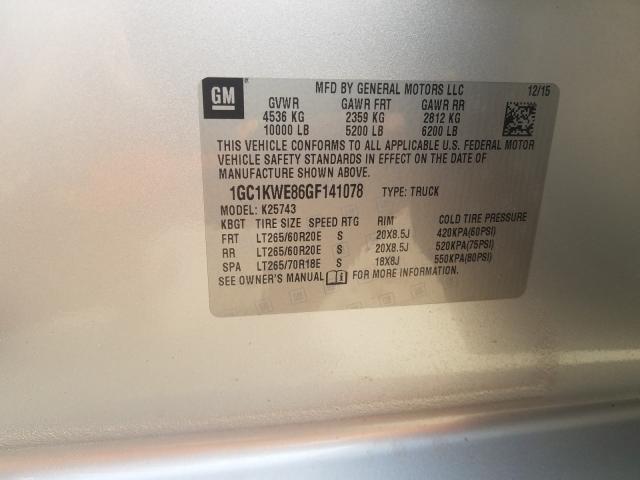 GM
MFD BY GENERAL MOTORS LLC 12/15
GVWR GAWR FRT GAWR RR
4536 KG 2359 KG 2812 KG
10000 LB 5200 LB 6200 LB
THIS VEHICLE CONFORMS TO ALL APPLICABLE U.S. FEDERAL MOTOR
VEHICLE SAFETY STANDARDS IN EFFECT ON THE DATE OF
MANUFACTURE SHOWN ABOVE.
1GC1KWE86GF141078 TYPE: TRUCK
MODEL: K25743
KBGT TIRE SIZE SPEED RTG RIM COLD TIRE PRESSURE
FRT LT265/60R20E S 20X8.5J 420KPA(60PSI)
RR LT265/60R20E S 20X8.5J 520KPA(75PSI)
SPA LT265/70R18E S 18X8J 550KPA(80PSI)
SEE OWNER'S MANUAL FOR MORE INFORMATION.